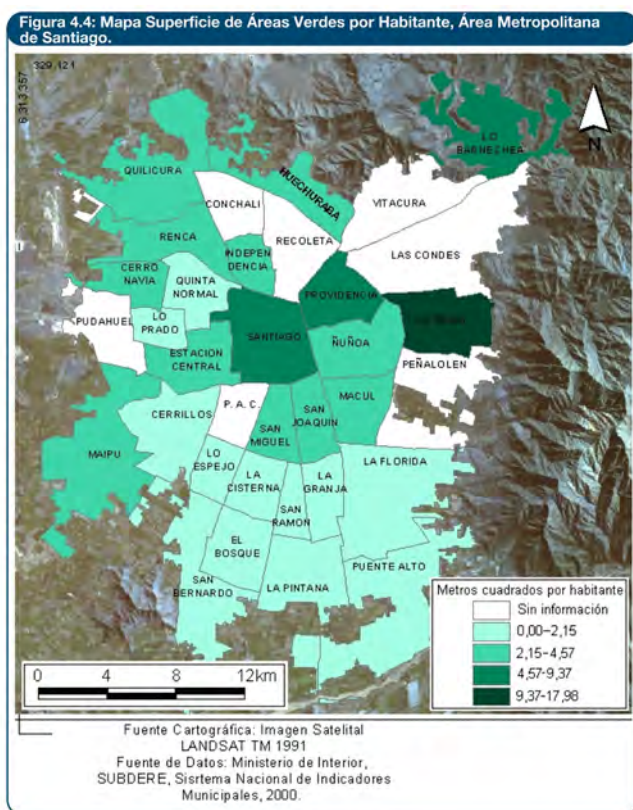 Figura 4.4: Mapa Superficie de Áreas Verdes por Habitante, Área Metropolitana
de Santiago.
329.121
6.313.357
N
LO
BARNECHEA
QUILICURA
HUECHURABA
CONCHALI
VITACURA
RENCA
RECOLETA
LAS CONDES
INDEPEN
DENCIA
CERRO
NAVIA
QUINTA
NORMAL
PROVIDENCIA
PUDAHUEL
LO
PRADO
SANTIAGO
ÑUÑOA
ESTACION
CENTRAL
PEÑALOLEN
P.A.C.
MACUL
CERRILLOS
SAN
JOAQUIN
SAN
MIGUEL
MAIPU
LO
ESPEJO
LA FLORIDA
LA
CISTERNA
LA
GRANJA
SAN
RAMON
EL
BOSQUE
PUENTE ALTO
SAN
BERNARDO
LA PINTANA
Metros cuadrados por habitante
Sin información
0,00–2,15
2,15–4,57
4,57-9,37
9,37-17,98
0 4 8 12km
Fuente Cartográfica: Imagen Satelital
LANDSAT TM 1991
Fuente de Datos: Ministerio de Interior,
SUBDERE, Sisrtema Nacional de Indicadores
Municipales, 2000.